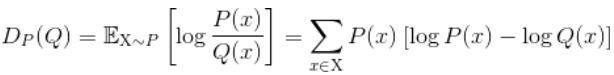 D_P(Q) = 𝔼_{X∼P} [log P(x)/Q(x)] = ∑_{x∈X} P(x) [log P(x) − log Q(x)]